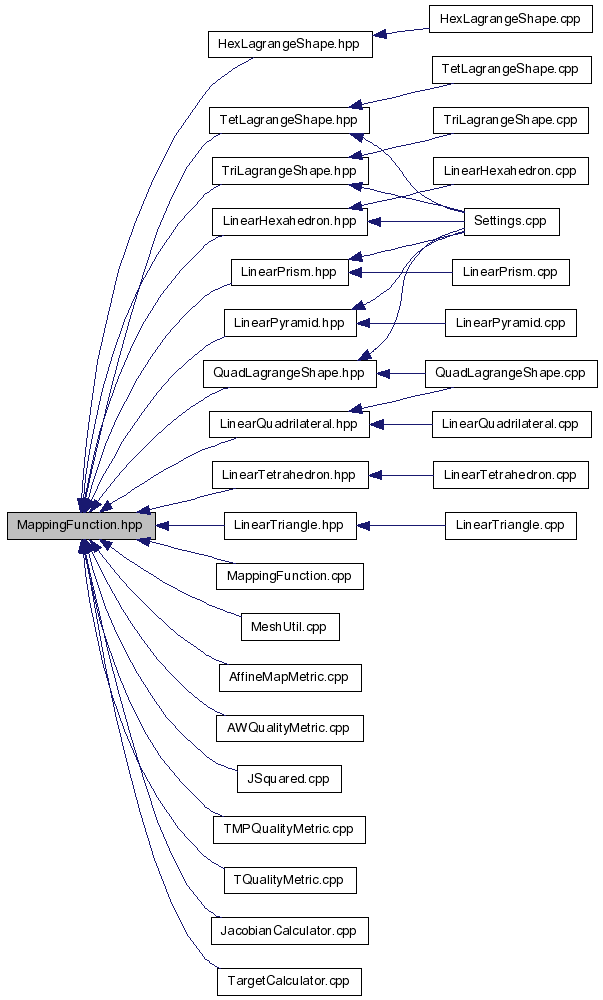 HexLagrangeShape.cpp
HexLagrangeShape.hpp
TetLagrangeShape.cpp
TetLagrangeShape.hpp
TriLagrangeShape.cpp
TriLagrangeShape.hpp
LinearHexahedron.cpp
LinearHexahedron.hpp
Settings.cpp
LinearPrism.hpp
LinearPrism.cpp
LinearPyramid.hpp
LinearPyramid.cpp
QuadLagrangeShape.hpp
QuadLagrangeShape.cpp
LinearQuadrilateral.hpp
LinearQuadrilateral.cpp
LinearTetrahedron.hpp
LinearTetrahedron.cpp
MappingFunction.hpp
LinearTriangle.hpp
LinearTriangle.cpp
MappingFunction.cpp
MeshUtil.cpp
AffineMapMetric.cpp
AWQualityMetric.cpp
JSquared.cpp
TMPQualityMetric.cpp
TQualityMetric.cpp
JacobianCalculator.cpp
TargetCalculator.cpp